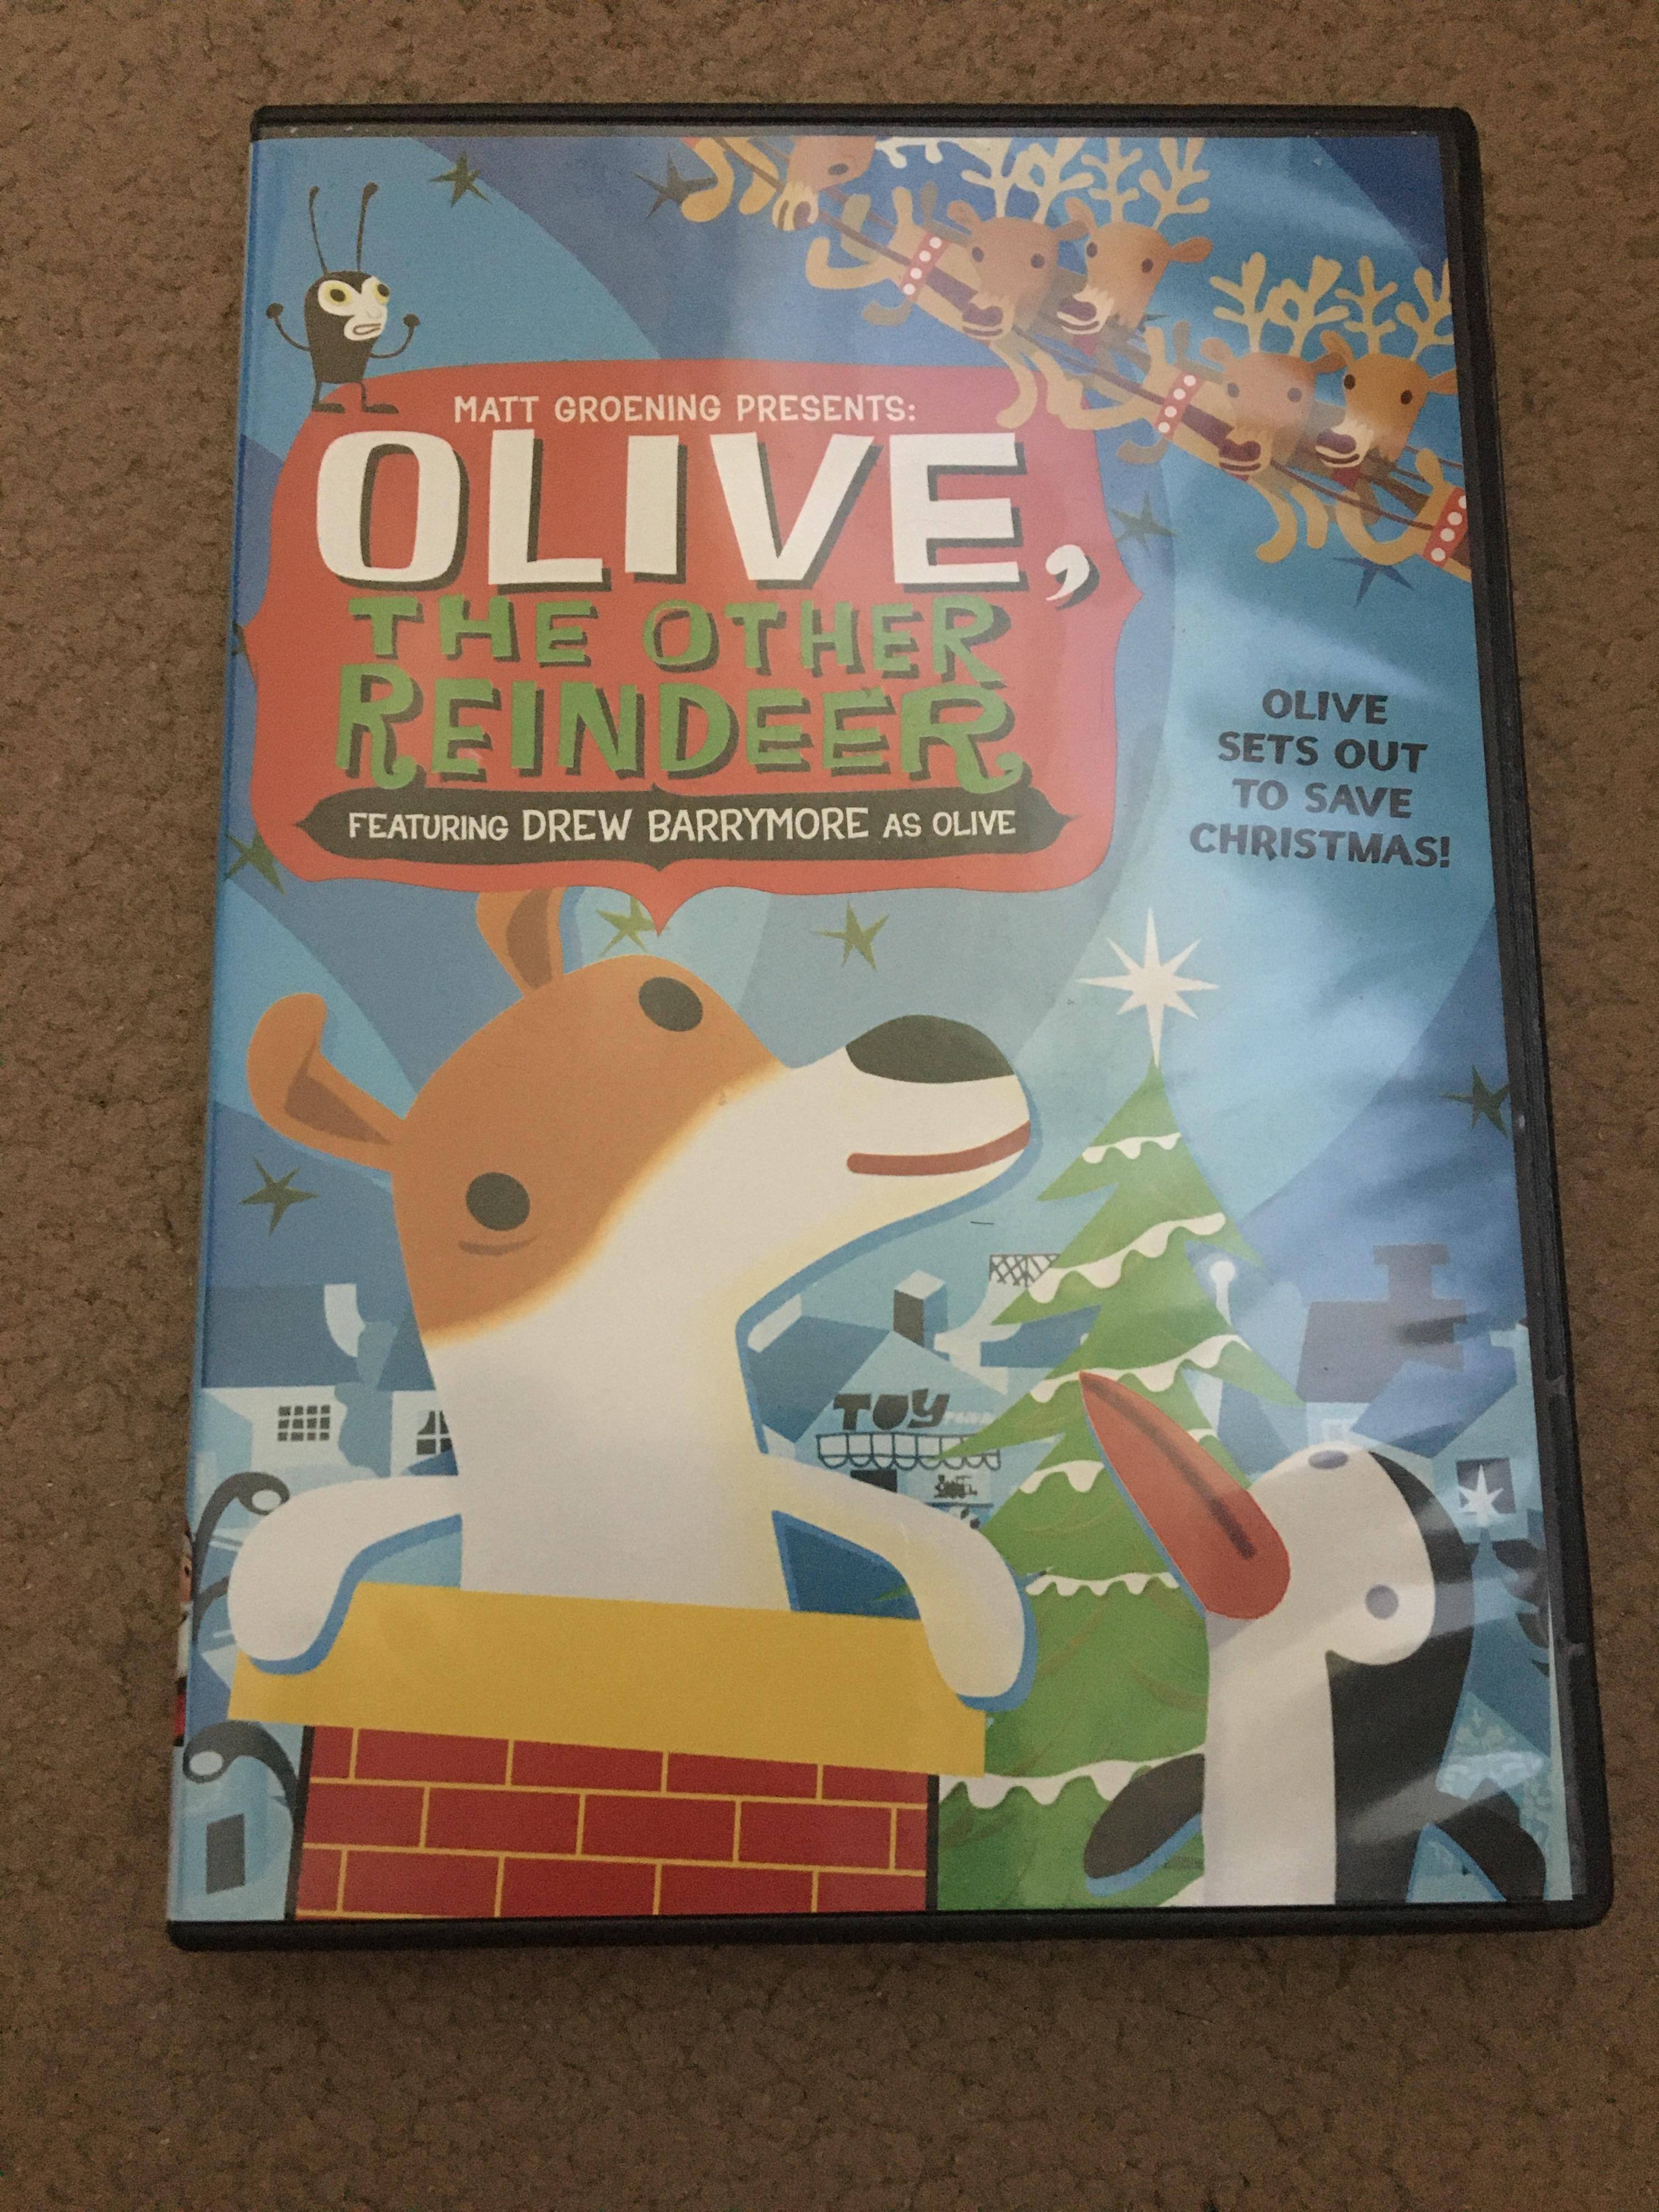 MATT GROENING PRESENTS:
OLIVE,
THE OTHER
REINDEER
FEATURING DREW BARRYMORE AS OLIVE
OLIVE
SETS OUT
TO SAVE
CHRISTMAS!
TOY